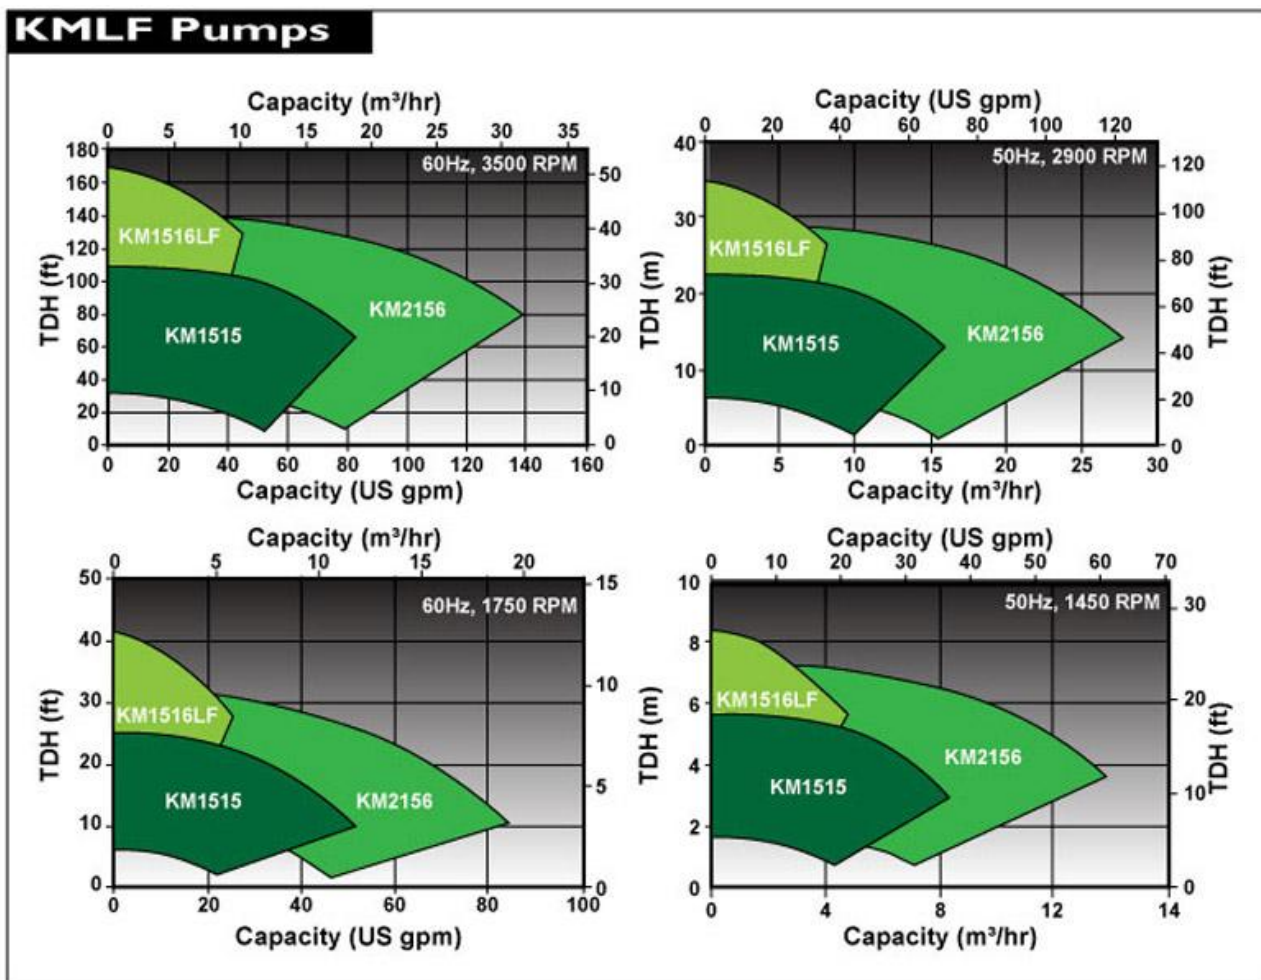 KMLF Pumps
Capacity (m³/hr)
0 5 10 15 20 25 30 35
60Hz, 3500 RPM
TDH (ft)
180
160
140
120
100
80
60
40
20
0
50
40
30
20
10
0
KM1516LF
KM1515
KM2156
0 20 40 60 80 100 120 140 160
Capacity (US gpm)
Capacity (US gpm)
0 20 40 60 80 100 120
50Hz, 2900 RPM
TDH (m)
40
30
20
10
0
120
100
80
60
40
20
0
TDH (ft)
KM1516LF
KM1515
KM2156
0 5 10 15 20 25 30
Capacity (m³/hr)
Capacity (m³/hr)
0 5 10 15 20
60Hz, 1750 RPM
TDH (ft)
50
40
30
20
10
0
15
10
5
0
KM1516LF
KM1515
KM2156
0 20 40 60 80 100
Capacity (US gpm)
Capacity (US gpm)
0 10 20 30 40 50 60 70
50Hz, 1450 RPM
TDH (m)
10
8
6
4
2
0
30
20
10
0
TDH (ft)
KM1516LF
KM1515
KM2156
0 4 8 12 14
Capacity (m³/hr)